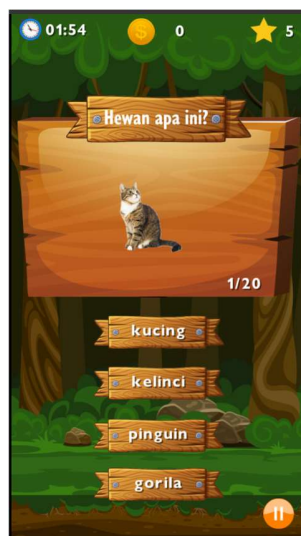 01:54 0 5
Hewan apa ini?
1/20
kucing
kelinci
pinguin
gorila